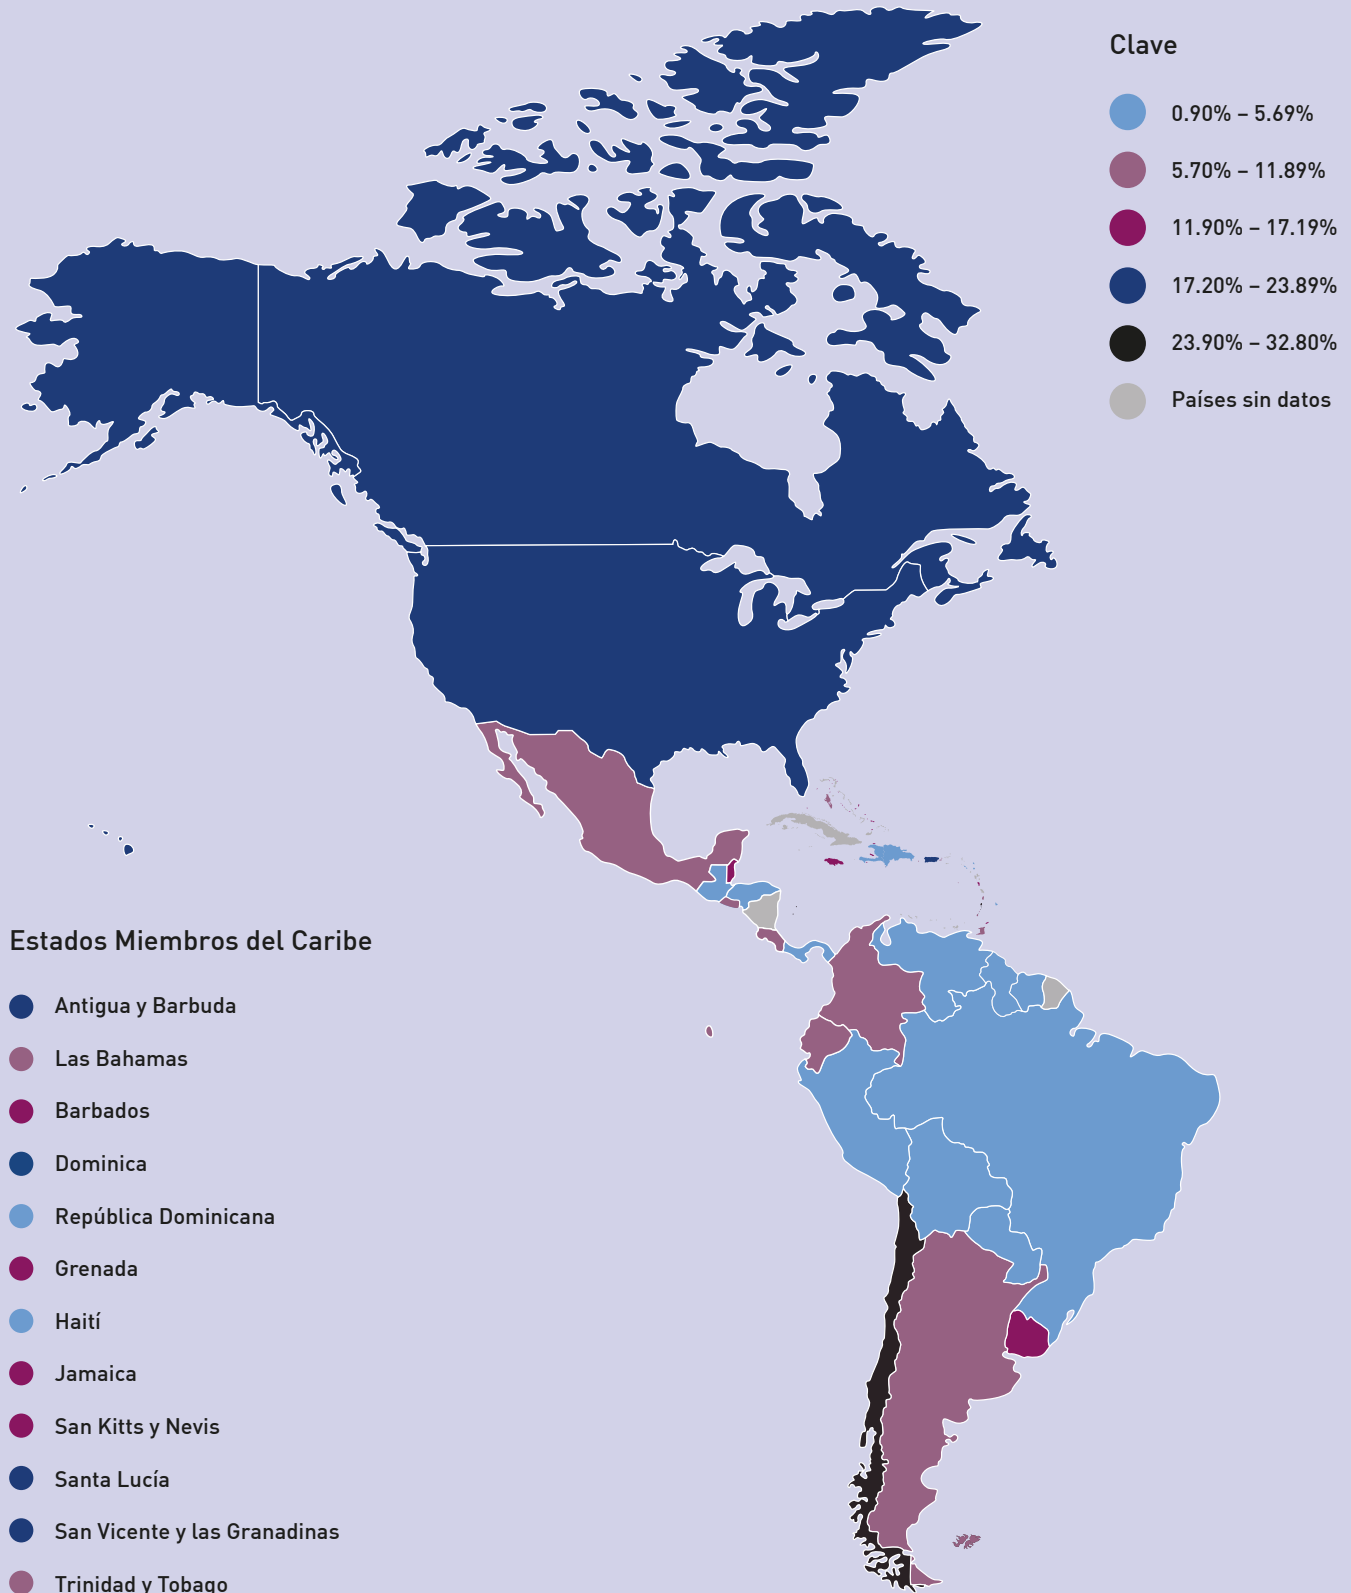 Clave
0.90% – 5.69%
5.70% – 11.89%
11.90% – 17.19%
17.20% – 23.89%
23.90% – 32.80%
Países sin datos
Estados Miembros del Caribe
Antigua y Barbuda
Las Bahamas
Barbados
Dominica
República Dominicana
Grenada
Haití
Jamaica
San Kitts y Nevis
Santa Lucía
San Vicente y las Granadinas
Trinidad y Tobago